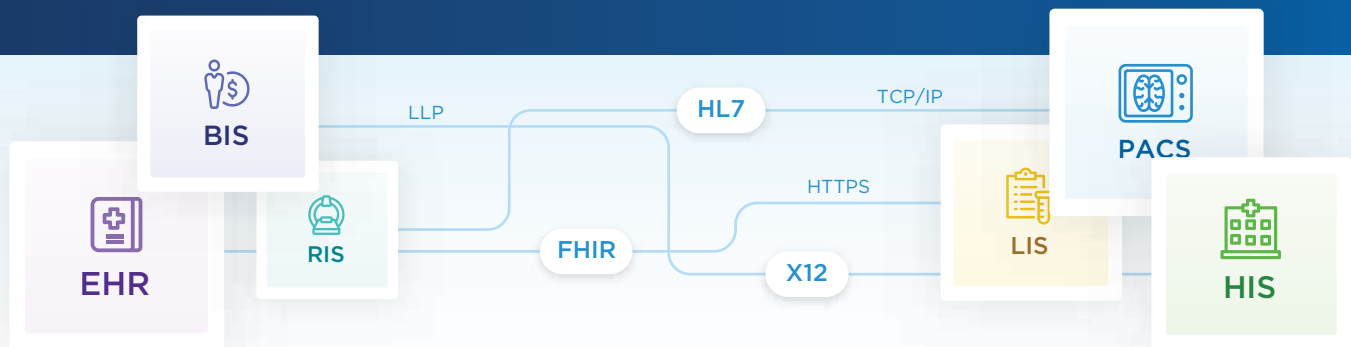 BIS
EHR
RIS
LLP
HL7
TCP/IP
FHIR
HTTPS
X12
LIS
PACS
HIS